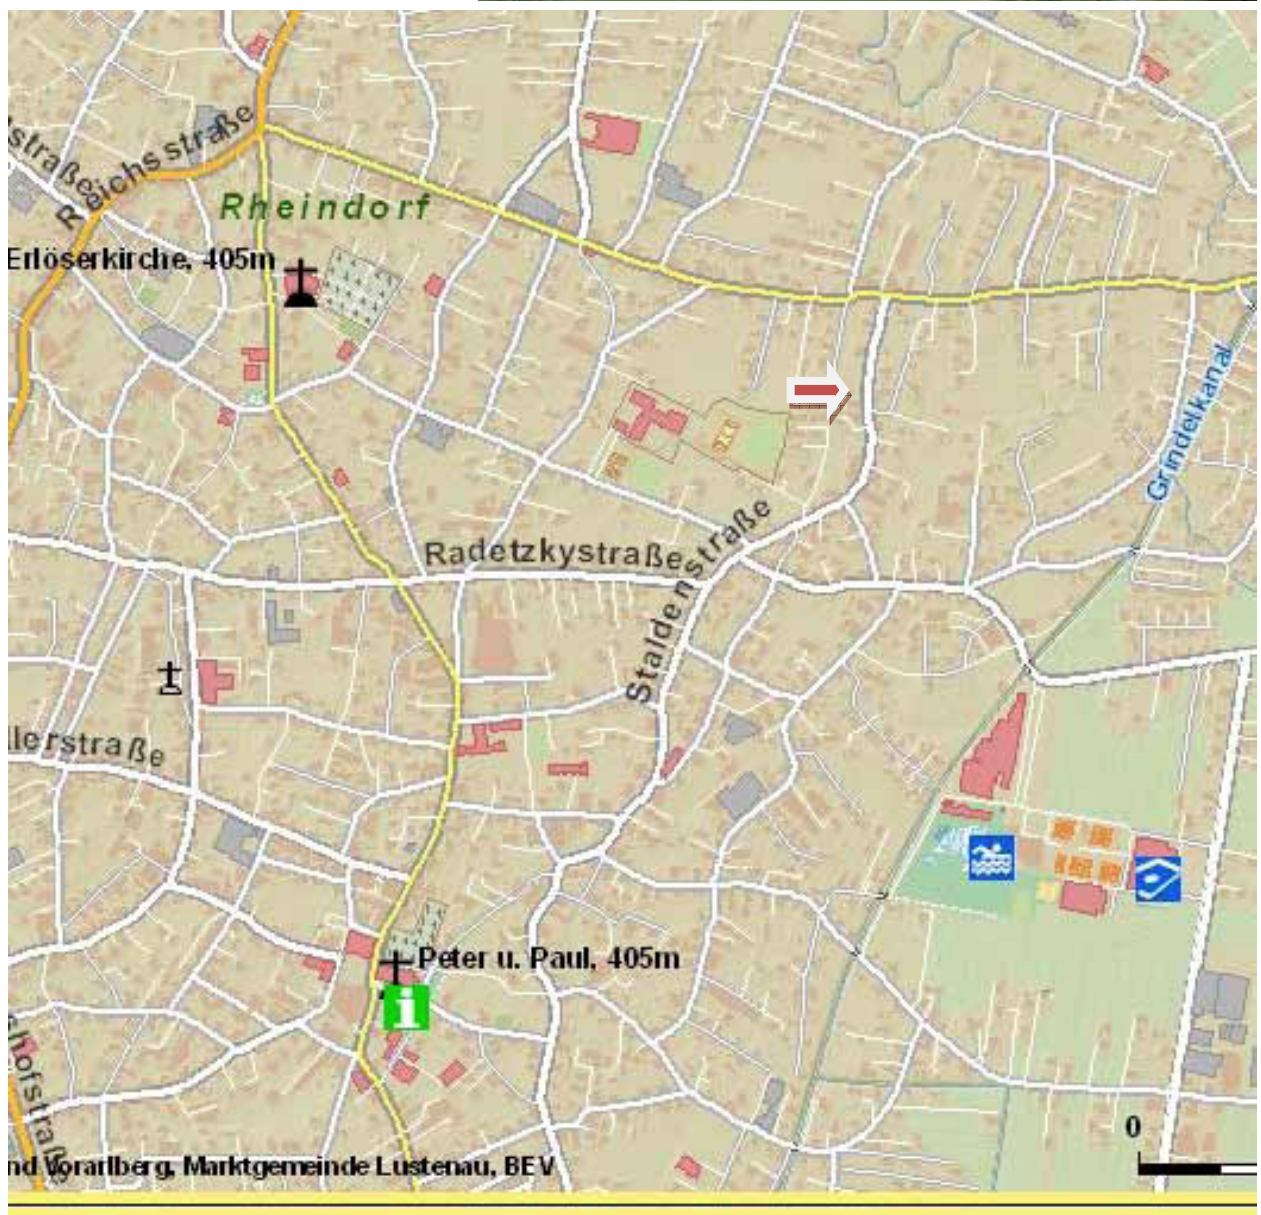 straße
Reichsstraße
Rheindorf
Erlöserkirche, 405m
Grindelkanal
Radetzkystraße
Staldenstraße
lerstraße
Peter u. Paul, 405m
i
hofstraße
0
nd Vorarlberg, Marktgemeinde Lustenau, BEV